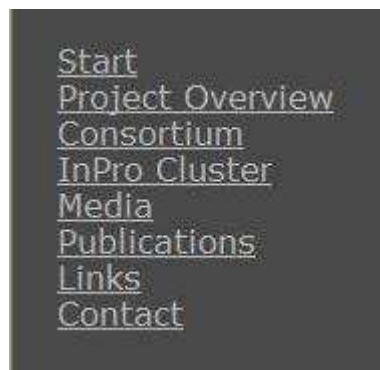 Start
Project Overview
Consortium
InPro Cluster
Media
Publications
Links
Contact